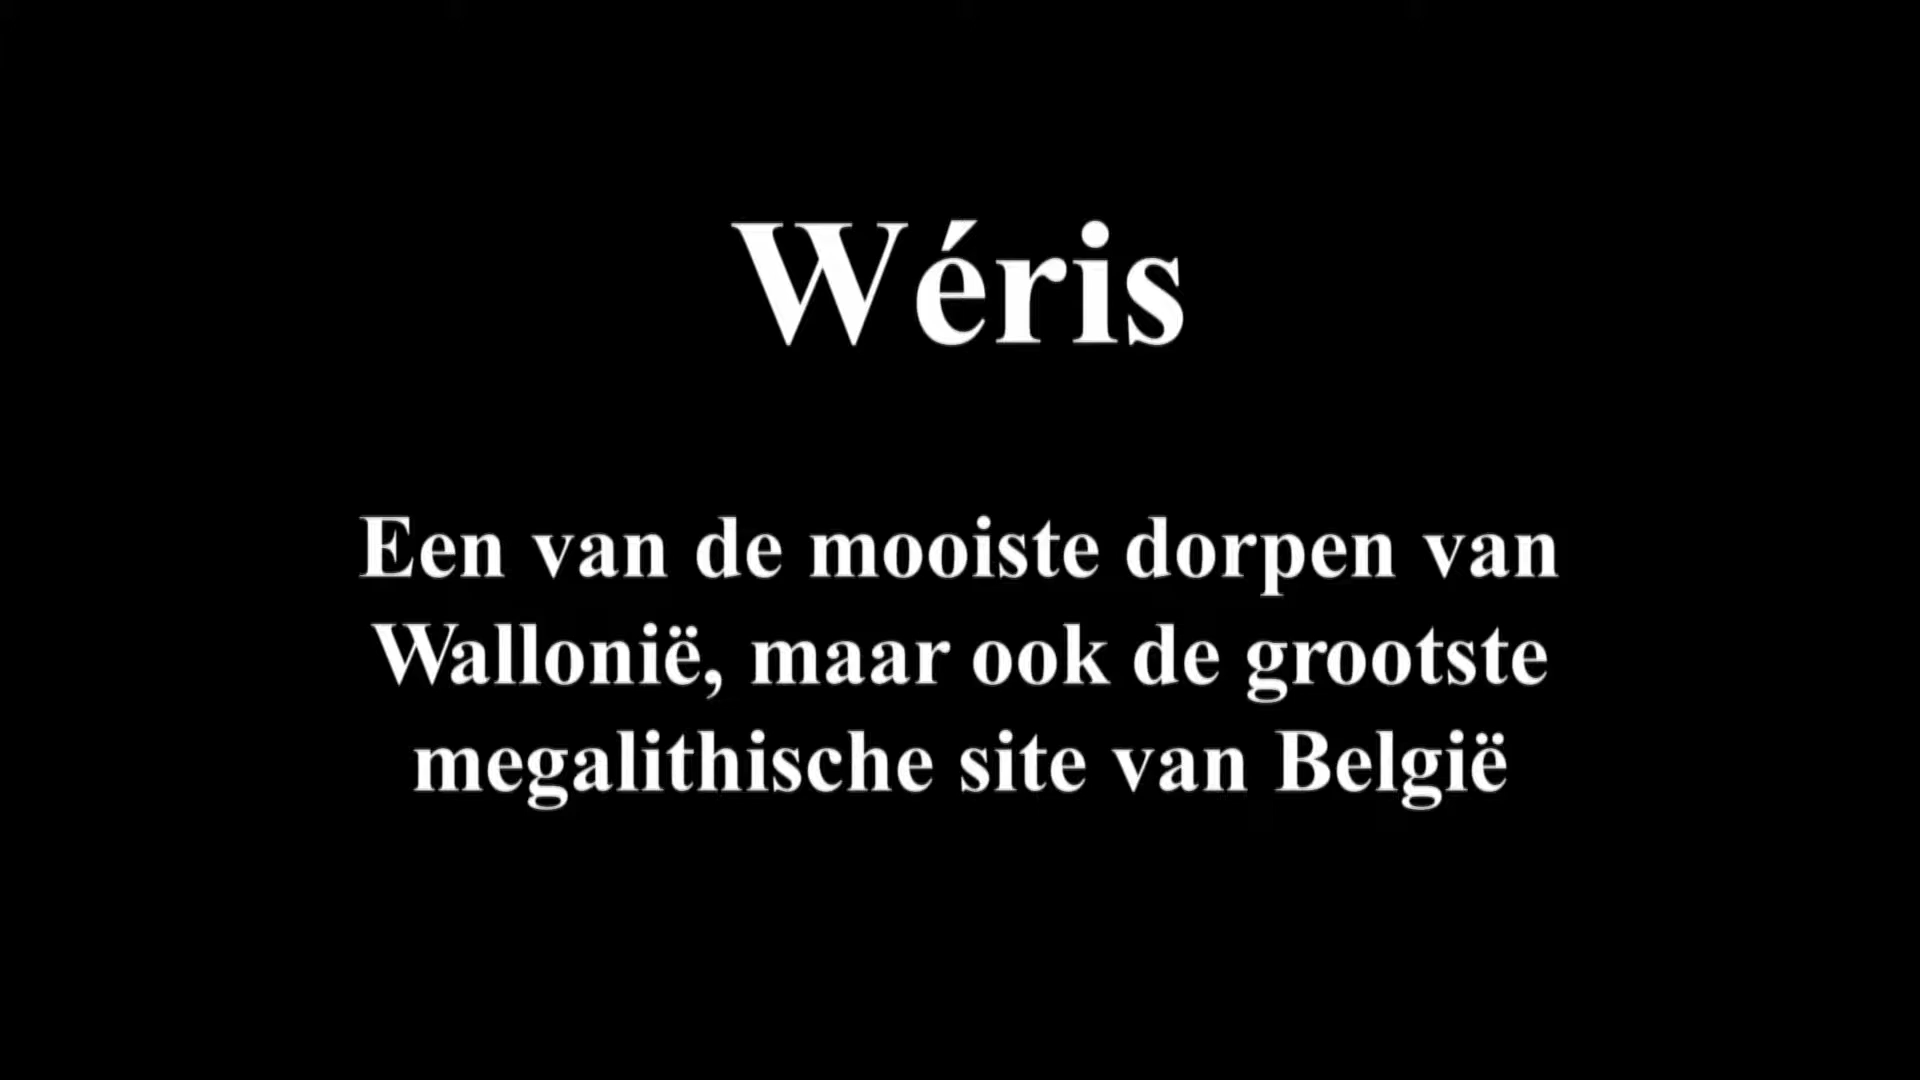 Wéris
Een van de mooiste dorpen van
Wallonië, maar ook de grootste
megalithische site van België